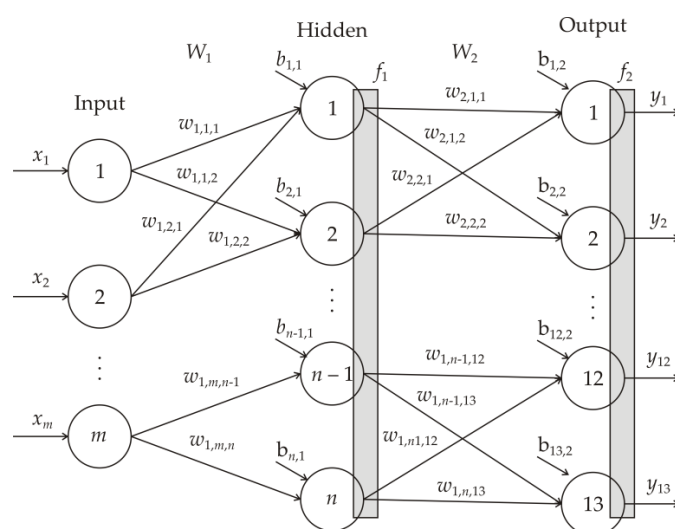 Input
W₁
Hidden
W₂
Output
b₁,₁
f₁
b₁,₂
f₂
x₁
1
w₁,₁,₁
1
w₂,₁,₁
1
y₁
w₁,₁,₂
w₂,₁,₂
w₁,₂,₁
b₂,₁
w₂,₂,₁
b₂,₂
w₁,₂,₂
2
w₂,₂,₂
2
y₂
x₂
2
⋮
⋮
⋮
bₙ₋₁,₁
b₁₂,₂
w₁,ₘ,ₙ₋₁
n − 1
w₁,ₙ₋₁,₁₂
12
y₁₂
w₁,ₙ₋₁,₁₃
xₘ
m
w₁,ₘ,ₙ
bₙ,₁
w₁,ₙ₁,₁₂
b₁₃,₂
n
w₁,ₙ,₁₃
13
y₁₃